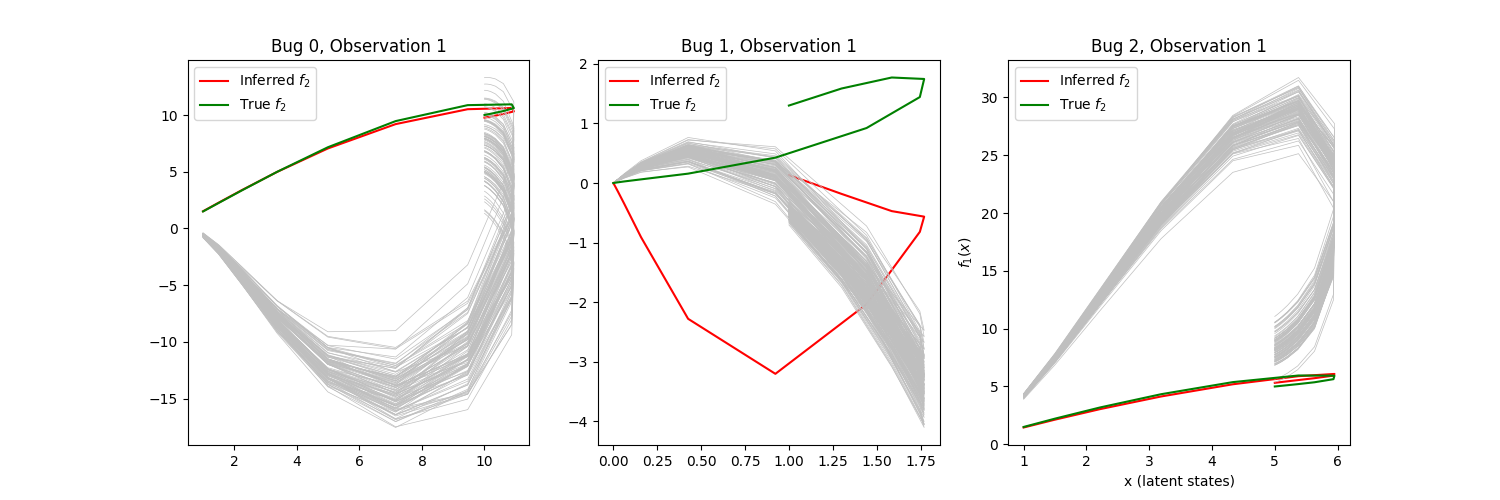 Bug 0, Observation 1
Inferred f₂
True f₂
10
5
0
−5
−10
−15
2 4 6 8 10
Bug 1, Observation 1
Inferred f₂
True f₂
2
1
0
−1
−2
−3
−4
0.00 0.25 0.50 0.75 1.00 1.25 1.50 1.75
Bug 2, Observation 1
Inferred f₂
True f₂
f₁(x)
30
25
20
15
10
5
0
1 2 3 4 5 6
x (latent states)